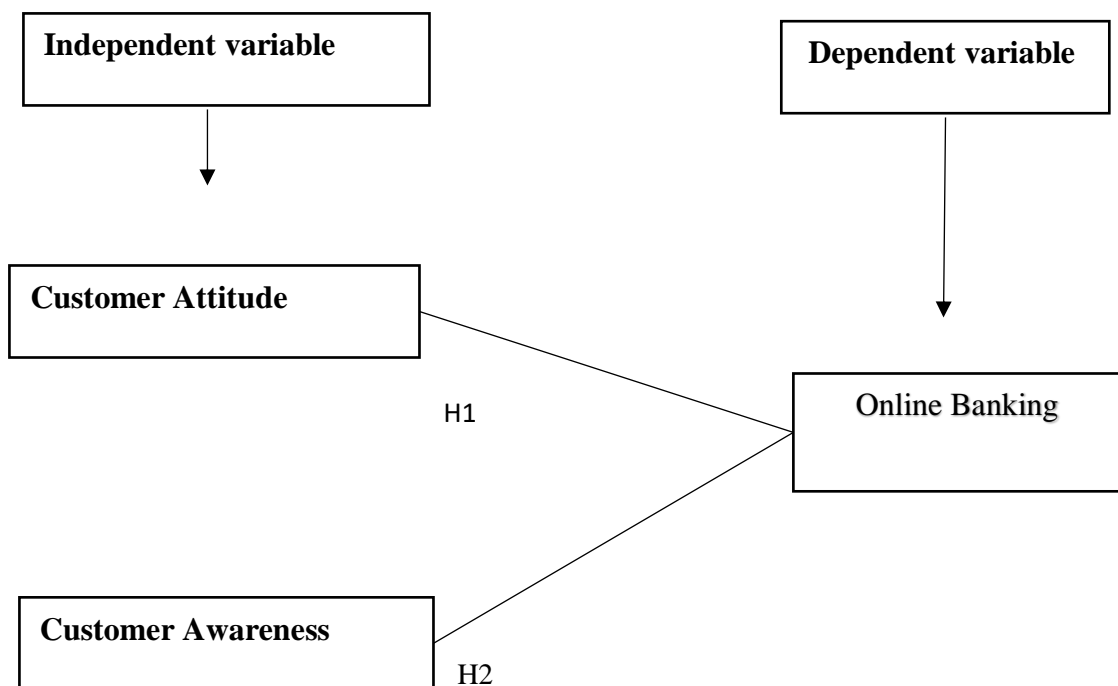 Independent variable
Dependent variable
Customer Attitude
H1
Online Banking
Customer Awareness
H2